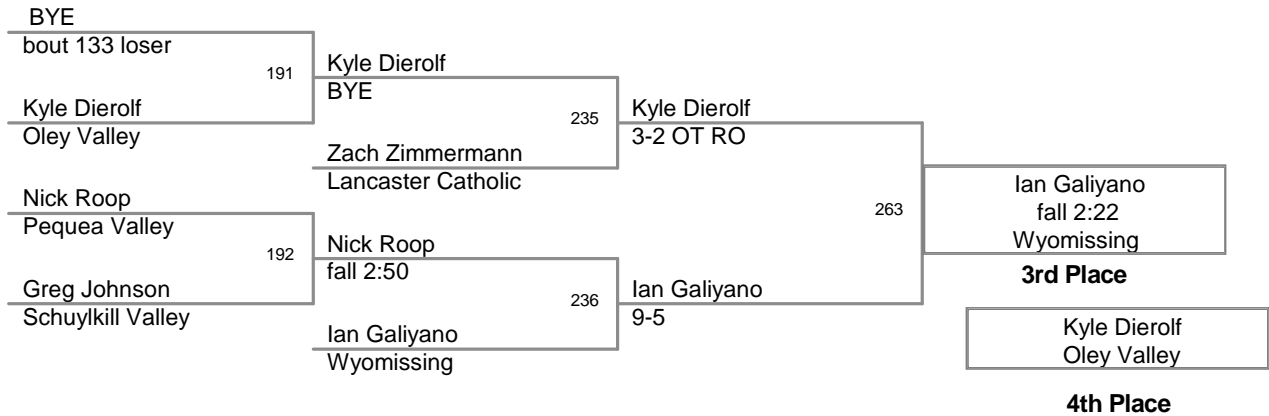 BYE
bout 133 loser
191
Kyle Dierolf
Oley Valley
Kyle Dierolf
BYE
235
Zach Zimmermann
Lancaster Catholic
Kyle Dierolf
3-2 OT RO
Nick Roop
Pequea Valley
192
Greg Johnson
Schuylkill Valley
Nick Roop
fall 2:50
236
Ian Galiyano
Wyomissing
Ian Galiyano
9-5
263
Ian Galiyano
fall 2:22
Wyomissing
3rd Place
Kyle Dierolf
Oley Valley
4th Place